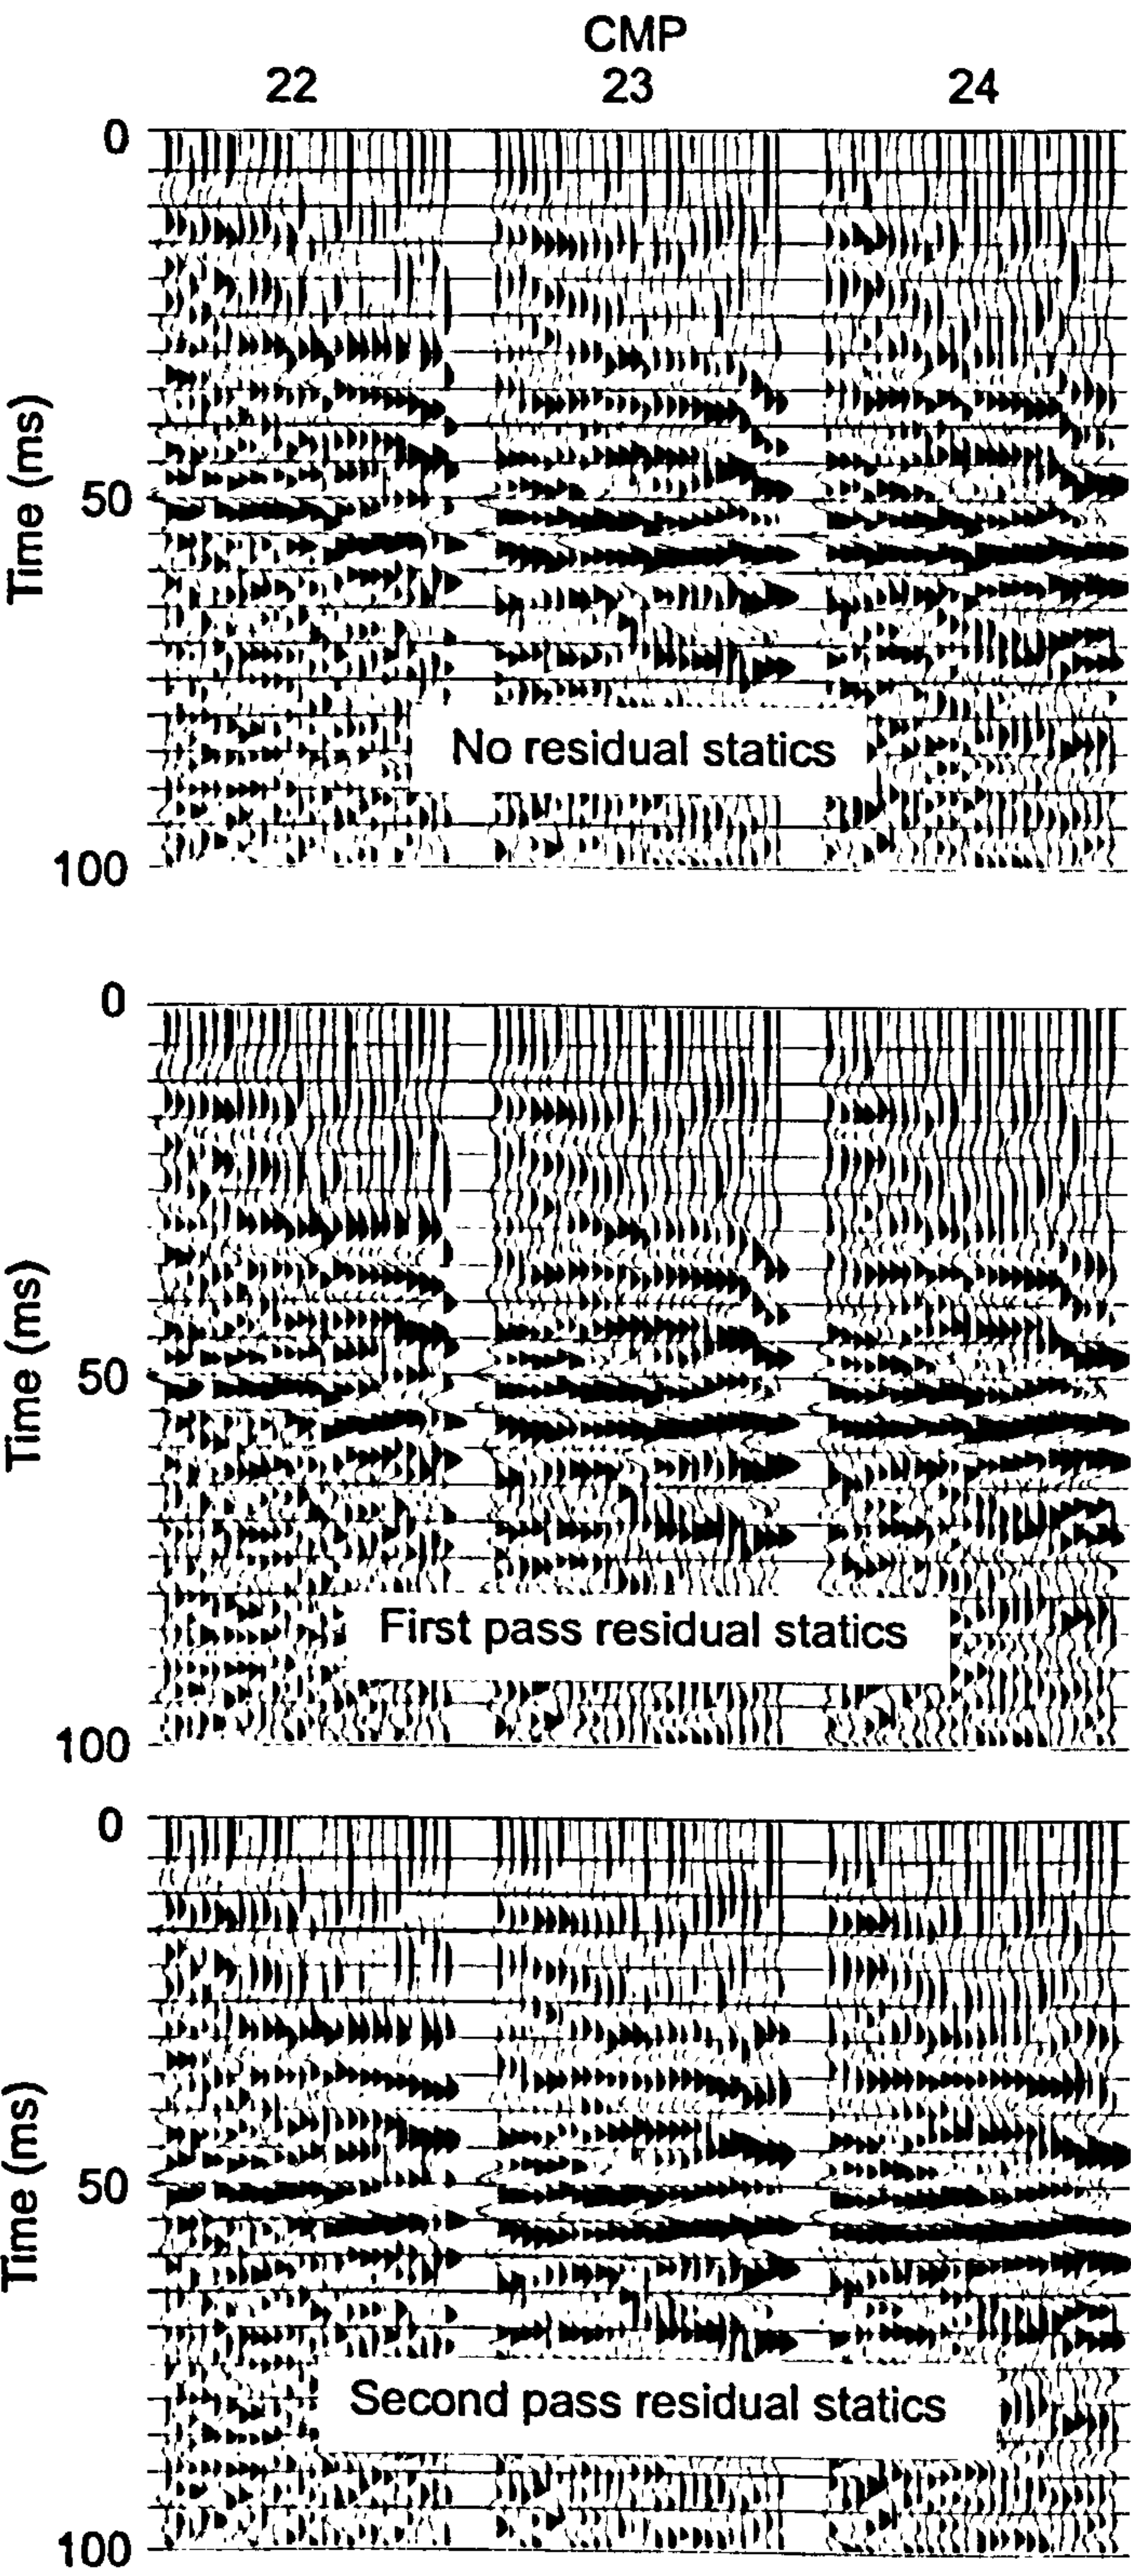 CMP
22 23 24
0
Time (ms)
50
No residual statics
100
0
Time (ms)
50
First pass residual statics
100
0
Time (ms)
50
Second pass residual statics
100